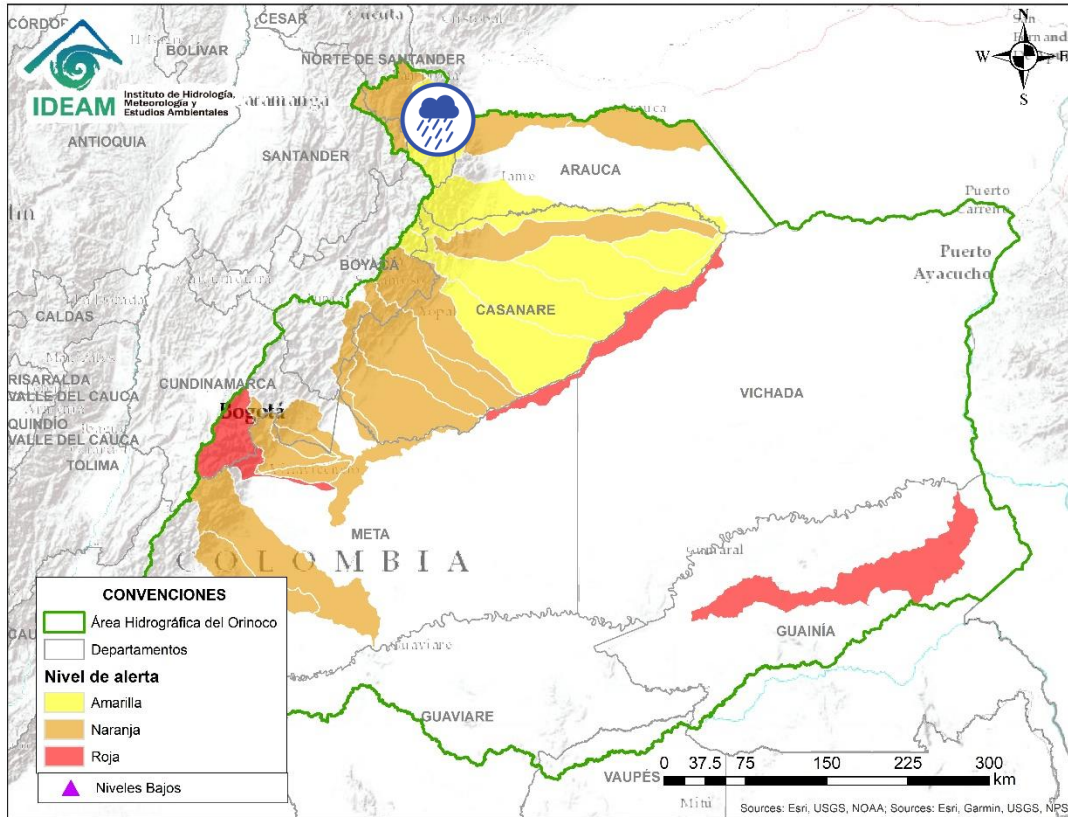 CESAR
BOLÍVAR
NORTE DE SANTANDER
N
W
S
IDEAM
Instituto de Hidrología,
Meteorología y
Estudios Ambientales
ANTIOQUIA
SANTANDER
ARAUCA
Puerto
Carreño
Puerto
Ayacucho
BOYACÁ
CASANARE
CALDAS
CUNDINAMARCA
VICHADA
RISARALDA
VALLE DEL CAUCA
Bogotá
QUINDÍO
VALLE DEL CAUCA
TOLIMA
META
COLOMBIA
GUAINÍA
GUAVIARE
VAUPÉS
Mitú
CONVENCIONES
Área Hidrográfica del Orinoco
Departamentos
Nivel de alerta
Amarilla
Naranja
Roja
Niveles Bajos
0 37.5 75 150 225 300
km
Sources: Esri, USGS, NOAA; Sources: Esri, Garmin, USGS, NPS